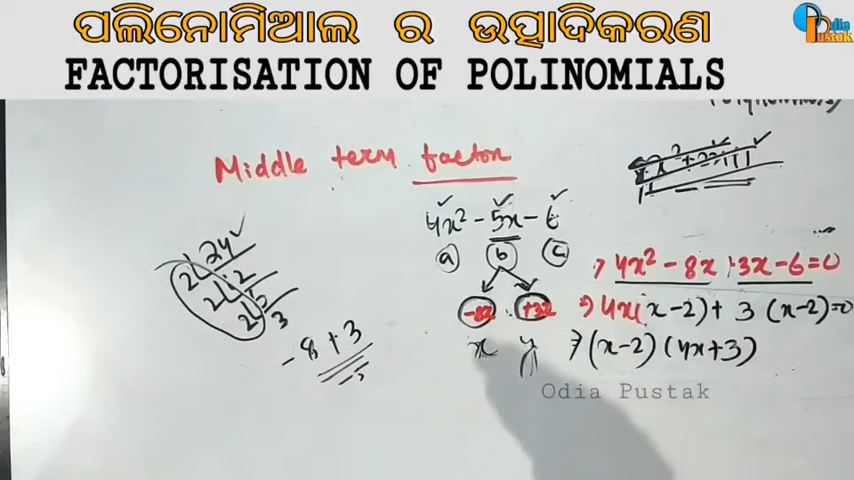 ପଲିନୋମିଆଲ ର ଉତ୍ପାଦିକରଣ
Odia Pustak
FACTORISATION OF POLINOMIALS
Middle term factor
4x² - 5x - 6
a b c
-8x +3x
x y
2 24
2 12
2
3
-8 + 3
⇒ 4x² - 8x + 3x - 6 = 0
⇒ 4x(x-2) + 3 (x-2) = 0
⇒ (x-2) (4x+3)
Odia Pustak